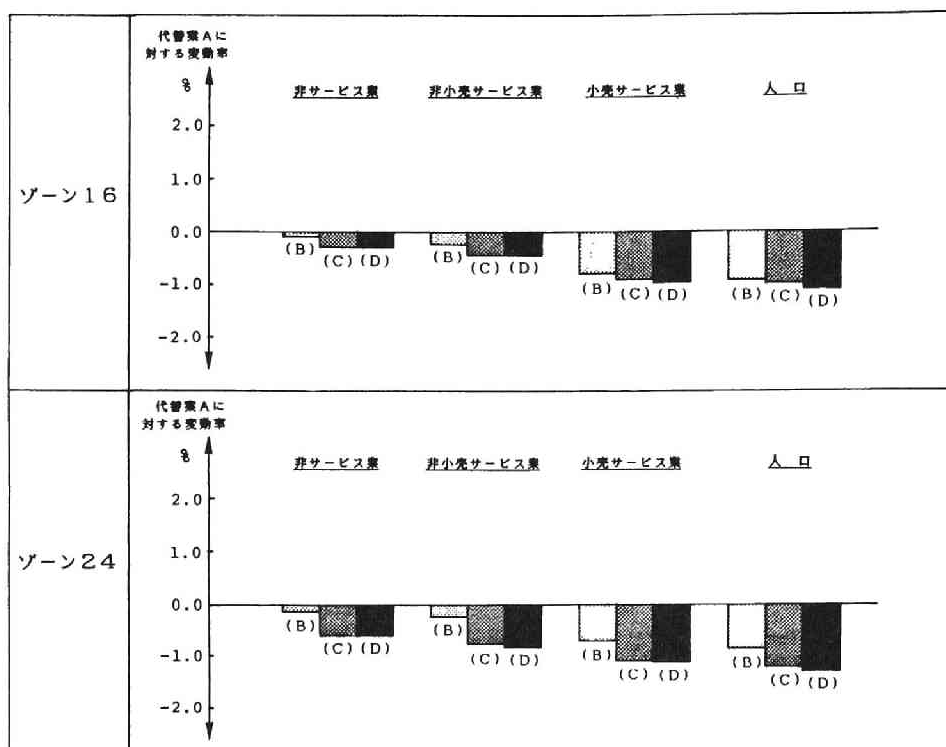 ゾーン16
代替案Aに
対する変動率
%
非サービス業
非小売サービス業
小売サービス業
人口
2.0
1.0
0.0
-1.0
-2.0
(B)
(C)
(D)
(B)
(C)
(D)
(B)
(C)
(D)
(B)
(C)
(D)
ゾーン24
代替案Aに
対する変動率
%
非サービス業
非小売サービス業
小売サービス業
人口
2.0
1.0
0.0
-1.0
-2.0
(B)
(C)
(D)
(B)
(C)
(D)
(B)
(C)
(D)
(B)
(C)
(D)